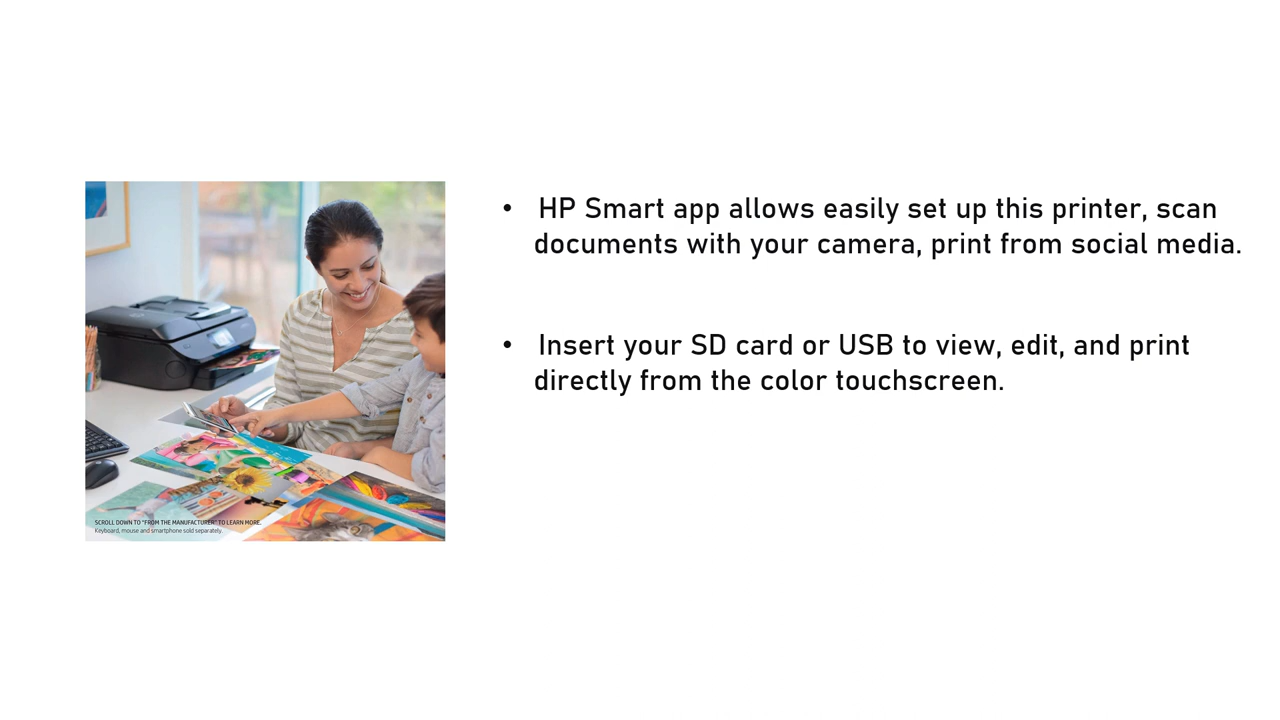 • HP Smart app allows easily set up this printer, scan
documents with your camera, print from social media.
• Insert your SD card or USB to view, edit, and print
directly from the color touchscreen.
SCROLL DOWN TO "FROM THE MANUFACTURER" TO LEARN MORE.
Keyboard, mouse and smartphone sold separately.